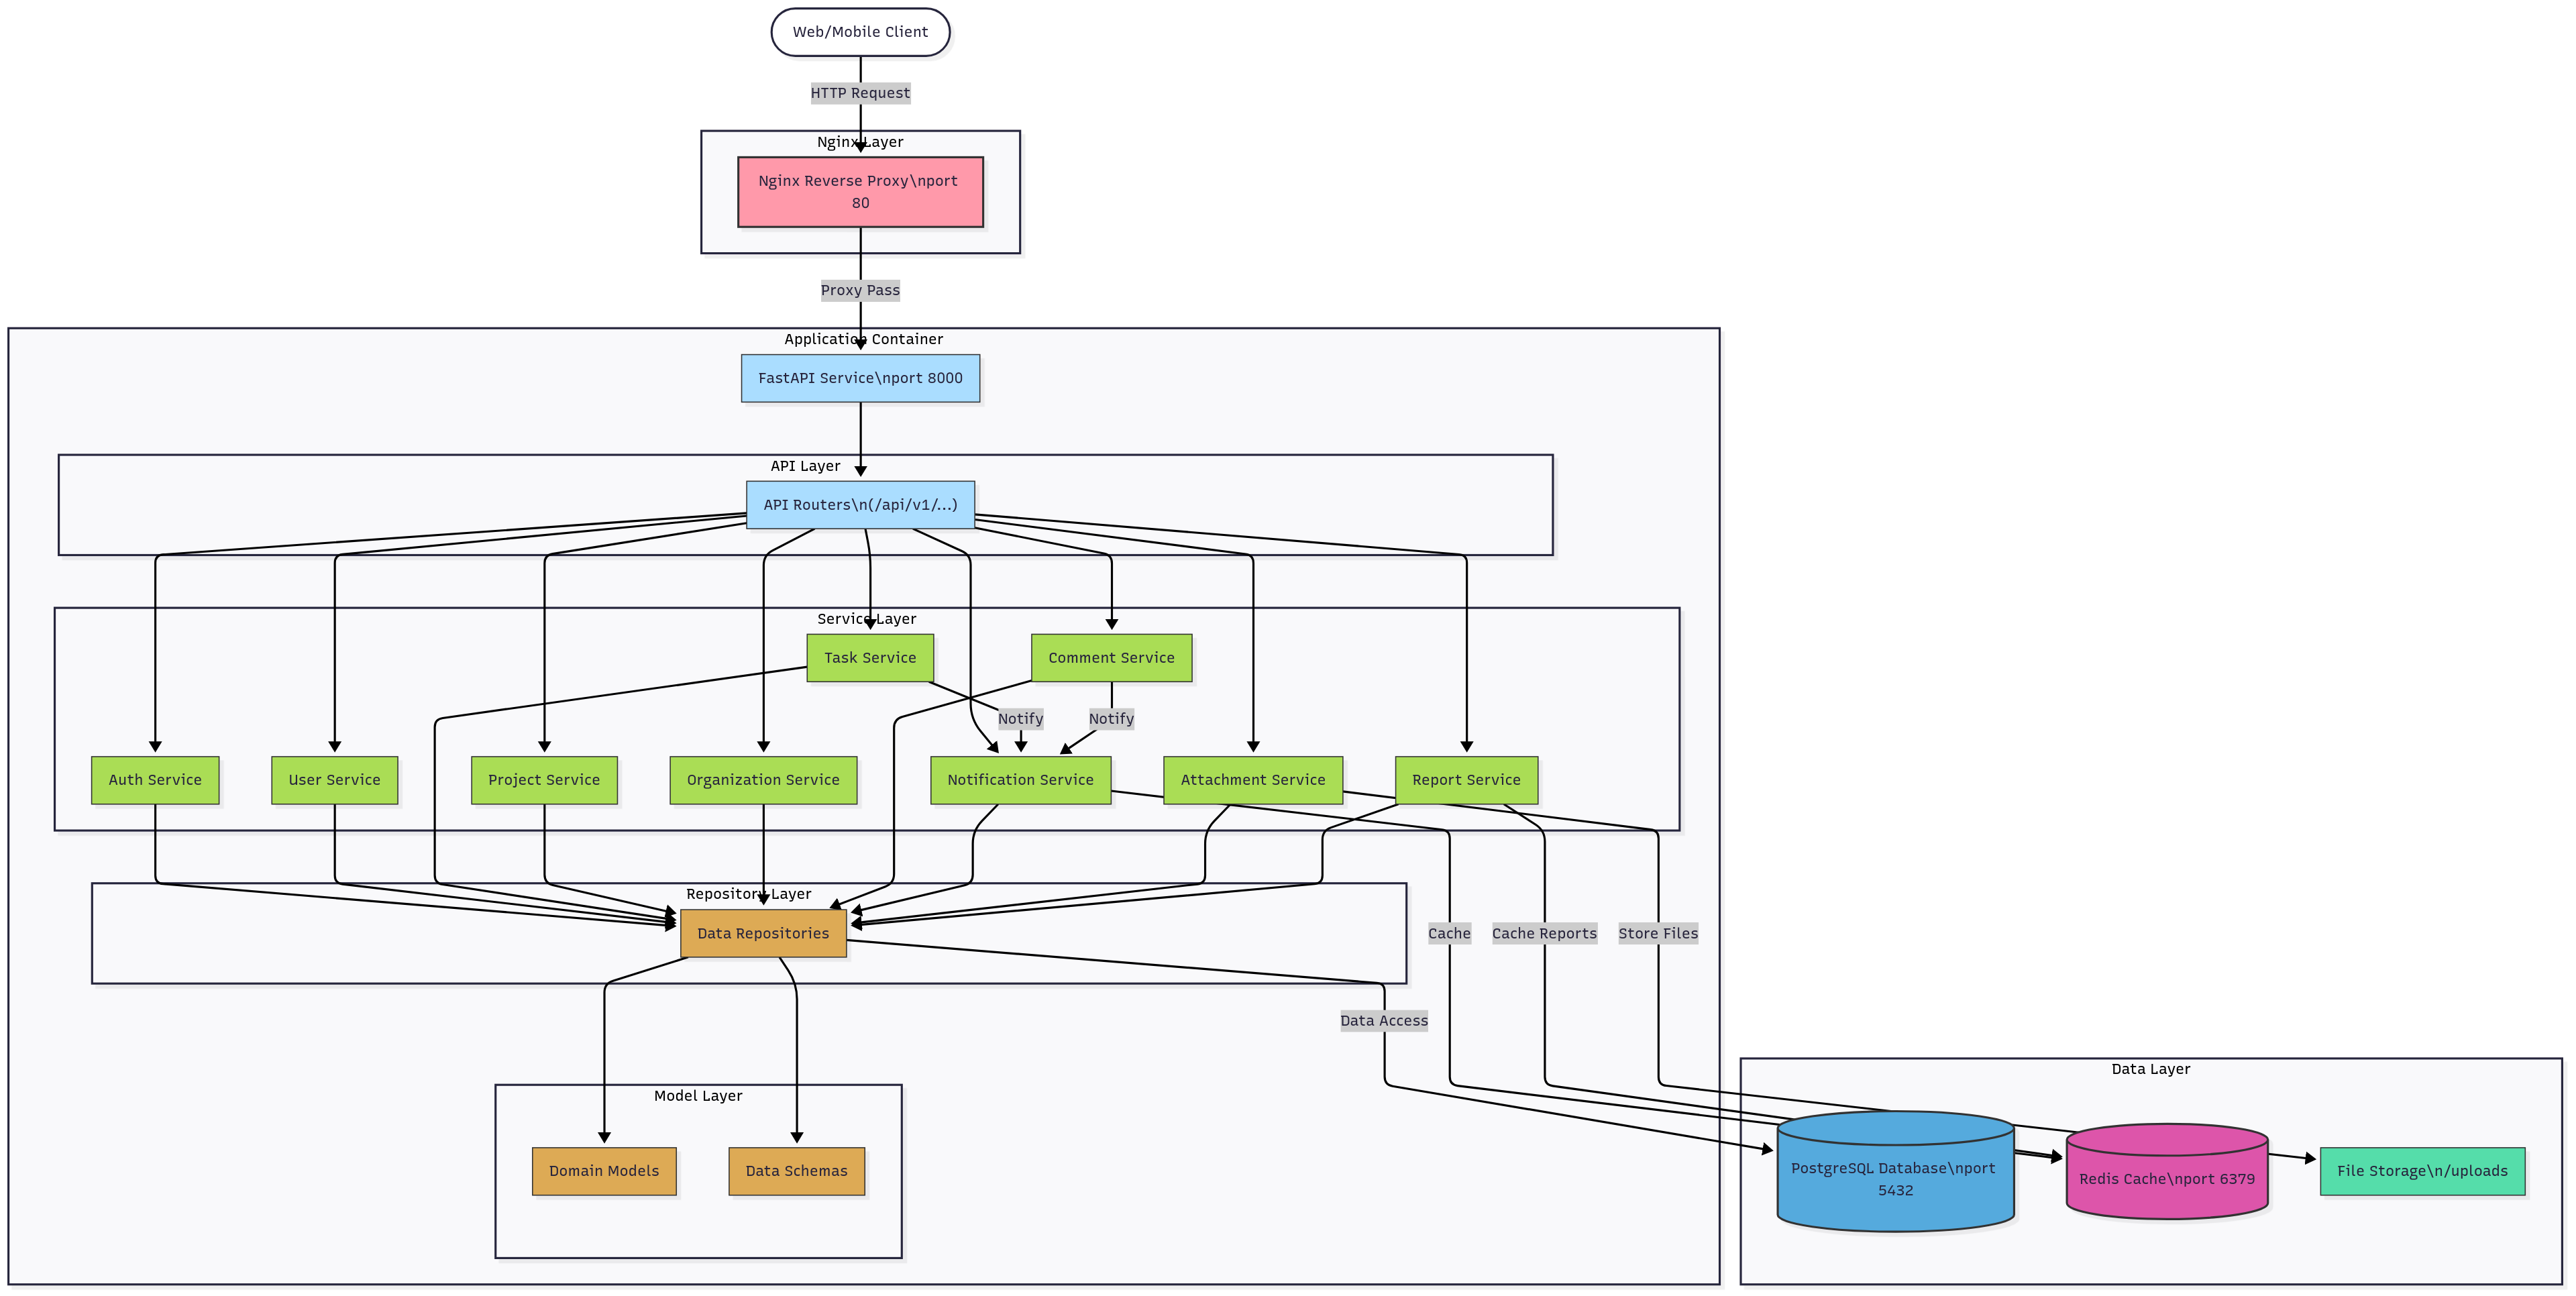 Web/Mobile Client
HTTP Request
Nginx Layer
Nginx Reverse Proxy\nport
80
Proxy Pass
Application Container
FastAPI Service\nport 8000
API Layer
API Routers\n(/api/v1/...)
Service Layer
Task Service
Comment Service
Notify
Notify
Auth Service
User Service
Project Service
Organization Service
Notification Service
Attachment Service
Report Service
Repository Layer
Data Repositories
Cache
Cache Reports
Store Files
Data Access
Model Layer
Domain Models
Data Schemas
Data Layer
PostgreSQL Database\nport
5432
Redis Cache\nport 6379
File Storage\n/uploads